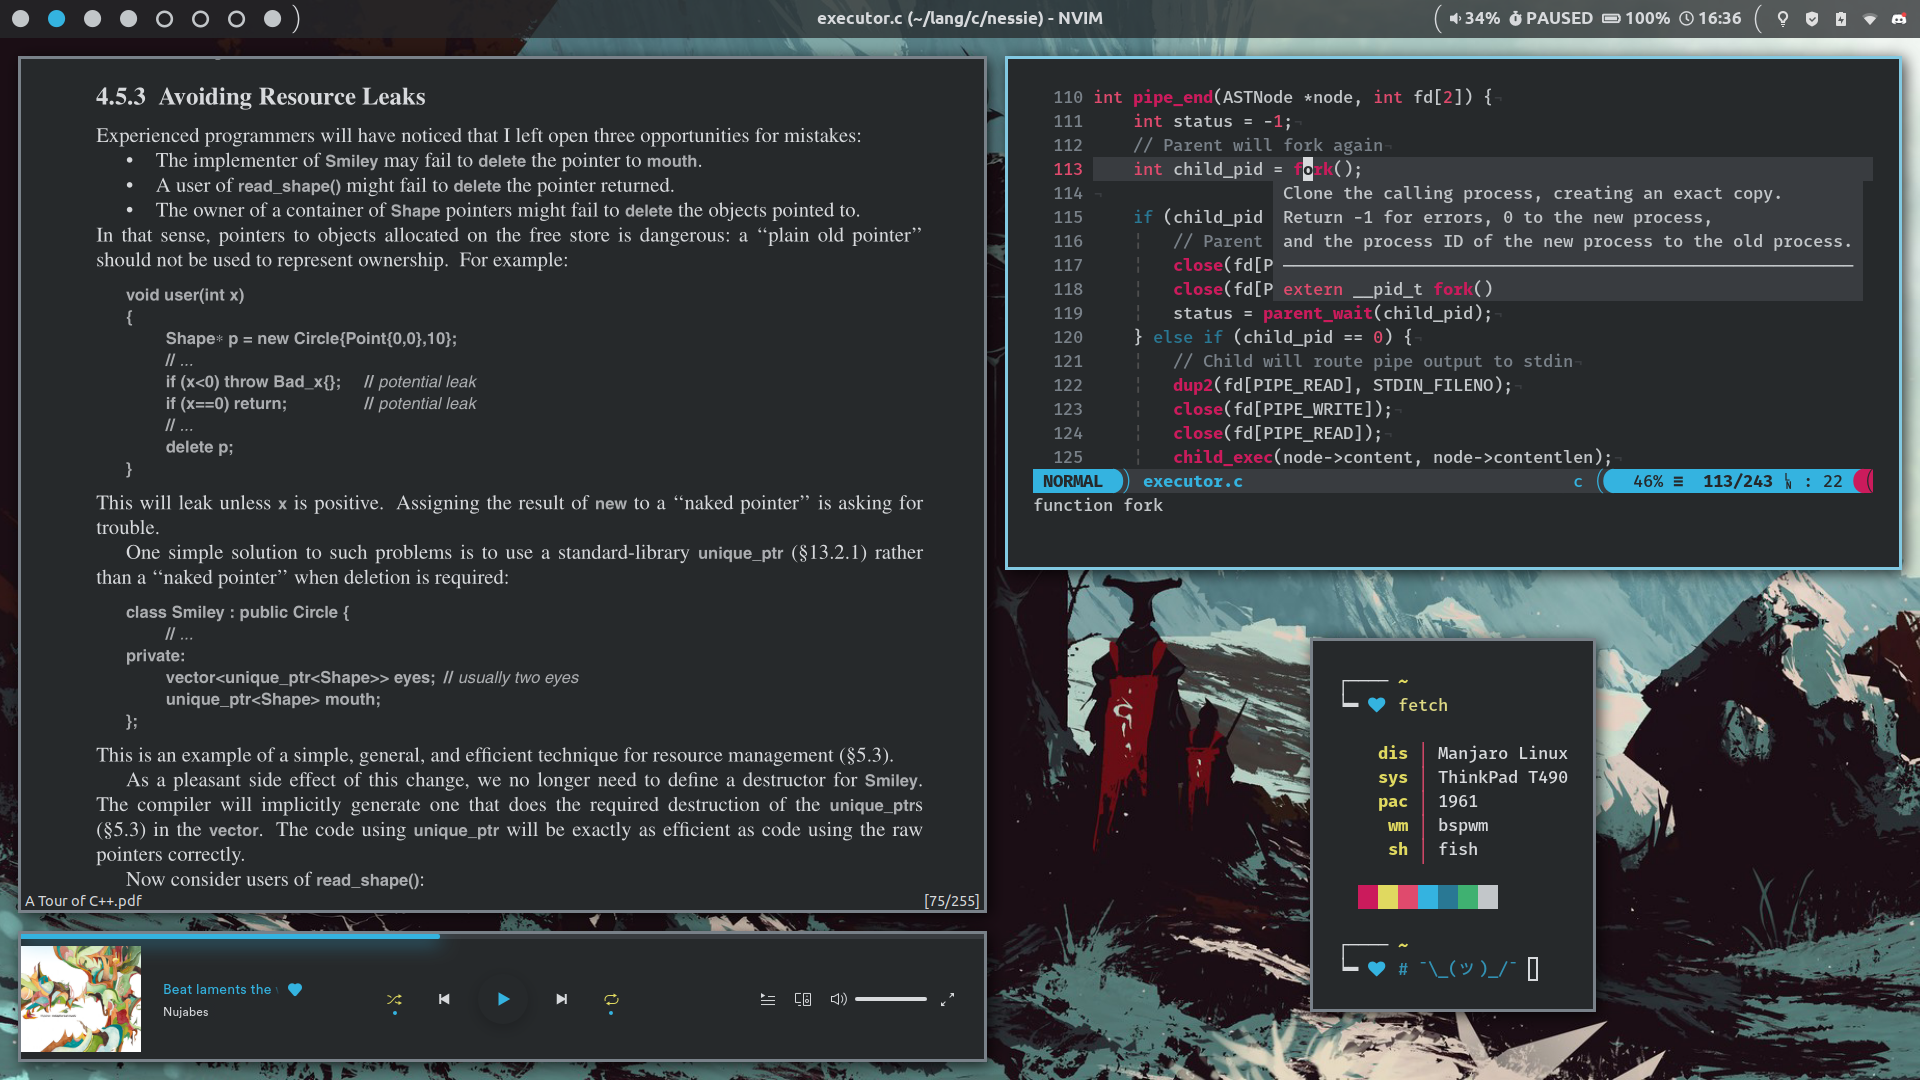 executor.c (~/lang/c/nessie) - NVIM
34% PAUSED 100% 16:36
4.5.3 Avoiding Resource Leaks
Experienced programmers will have noticed that I left open three opportunities for mistakes:
• The implementer of Smiley may fail to delete the pointer to mouth.
• A user of read_shape() might fail to delete the pointer returned.
• The owner of a container of Shape pointers might fail to delete the objects pointed to.
In that sense, pointers to objects allocated on the free store is dangerous: a ‘‘plain old pointer’’
should not be used to represent ownership. For example:
void user(int x)
{
Shape∗ p = new Circle{Point{0,0},10};
// ...
if (x<0) throw Bad_x{}; // potential leak
if (x==0) return; // potential leak
// ...
delete p;
}
This will leak unless x is positive. Assigning the result of new to a ‘‘naked pointer’’ is asking for
trouble.
One simple solution to such problems is to use a standard-library unique_ptr (§13.2.1) rather
than a ‘‘naked pointer’’ when deletion is required:
class Smiley : public Circle {
// ...
private:
vector<unique_ptr<Shape>> eyes; // usually two eyes
unique_ptr<Shape> mouth;
};
This is an example of a simple, general, and efficient technique for resource management (§5.3).
As a pleasant side effect of this change, we no longer need to define a destructor for Smiley.
The compiler will implicitly generate one that does the required destruction of the unique_ptrs
(§5.3) in the vector. The code using unique_ptr will be exactly as efficient as code using the raw
pointers correctly.
Now consider users of read_shape():
A Tour of C++.pdf [75/255]
110 int pipe_end(ASTNode *node, int fd[2]) {¬
111 int status = -1;¬
112 // Parent will fork again¬
113 int child_pid = fork();
114 ¬ Clone the calling process, creating an exact copy.
115 if (child_pid Return -1 for errors, 0 to the new process,
116 ¦ // Parent and the process ID of the new process to the old process.
117 ¦ close(fd[P
118 ¦ close(fd[P extern __pid_t fork()
119 ¦ status = parent_wait(child_pid);¬
120 } else if (child_pid == 0) {¬
121 ¦ // Child will route pipe output to stdin¬
122 ¦ dup2(fd[PIPE_READ], STDIN_FILENO);¬
123 ¦ close(fd[PIPE_WRITE]);¬
124 ¦ close(fd[PIPE_READ]);¬
125 ¦ child_exec(node->content, node->contentlen);¬
NORMAL executor.c c 46% ≡ 113/243 ㏑ : 22
function fork
~
fetch
dis Manjaro Linux
sys ThinkPad T490
pac 1961
wm bspwm
sh fish
~
# ¯\_(ツ)_/¯
Beat laments the
Nujabes